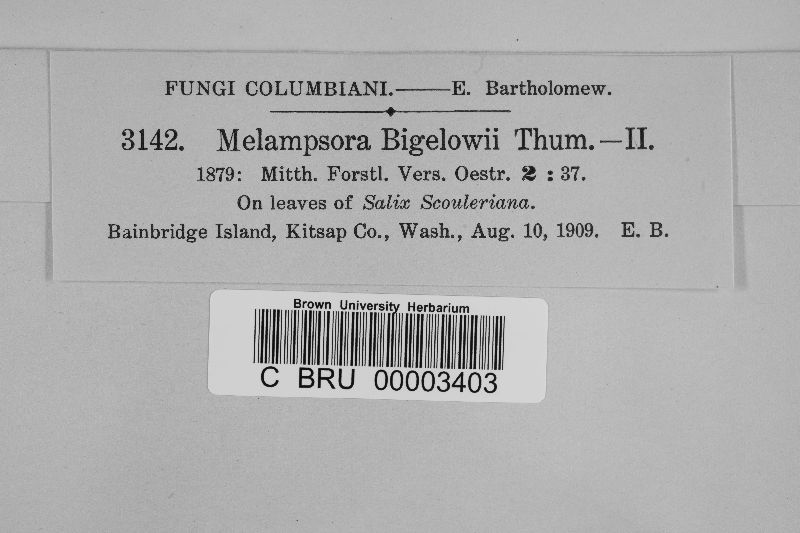 FUNGI COLUMBIANI.——E. Bartholomew.
3142. Melampsora Bigelowii Thum.—II.
1879: Mitth. Forstl. Vers. Oestr. 2 : 37.
On leaves of Salix Scouleriana.
Bainbridge Island, Kitsap Co., Wash., Aug. 10, 1909. E. B.
Brown University Herbarium
C BRU 00003403